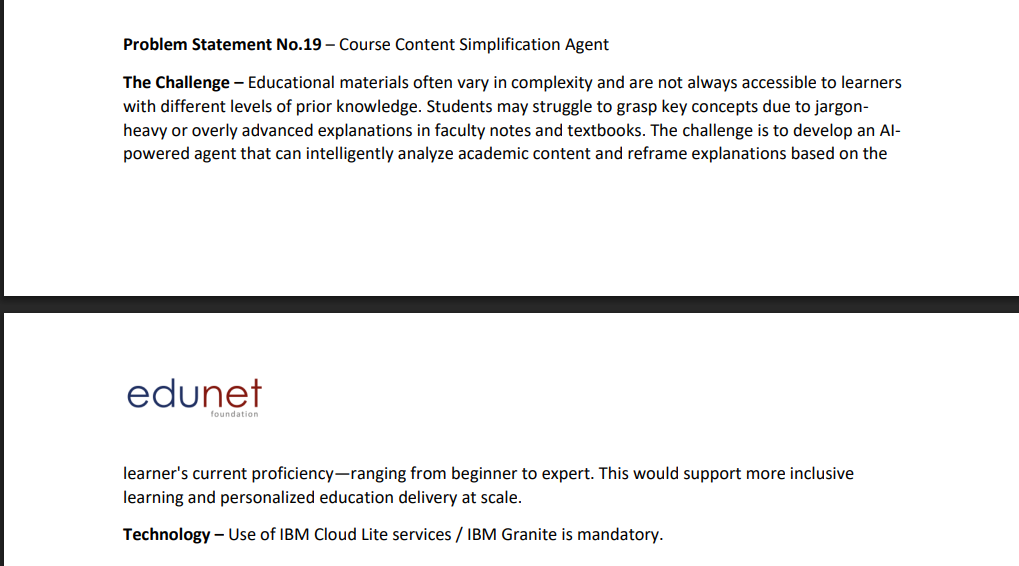 Problem Statement No.19 – Course Content Simplification Agent
The Challenge – Educational materials often vary in complexity and are not always accessible to learners
with different levels of prior knowledge. Students may struggle to grasp key concepts due to jargon-
heavy or overly advanced explanations in faculty notes and textbooks. The challenge is to develop an AI-
powered agent that can intelligently analyze academic content and reframe explanations based on the
edunet
foundation
learner's current proficiency—ranging from beginner to expert. This would support more inclusive
learning and personalized education delivery at scale.
Technology – Use of IBM Cloud Lite services / IBM Granite is mandatory.